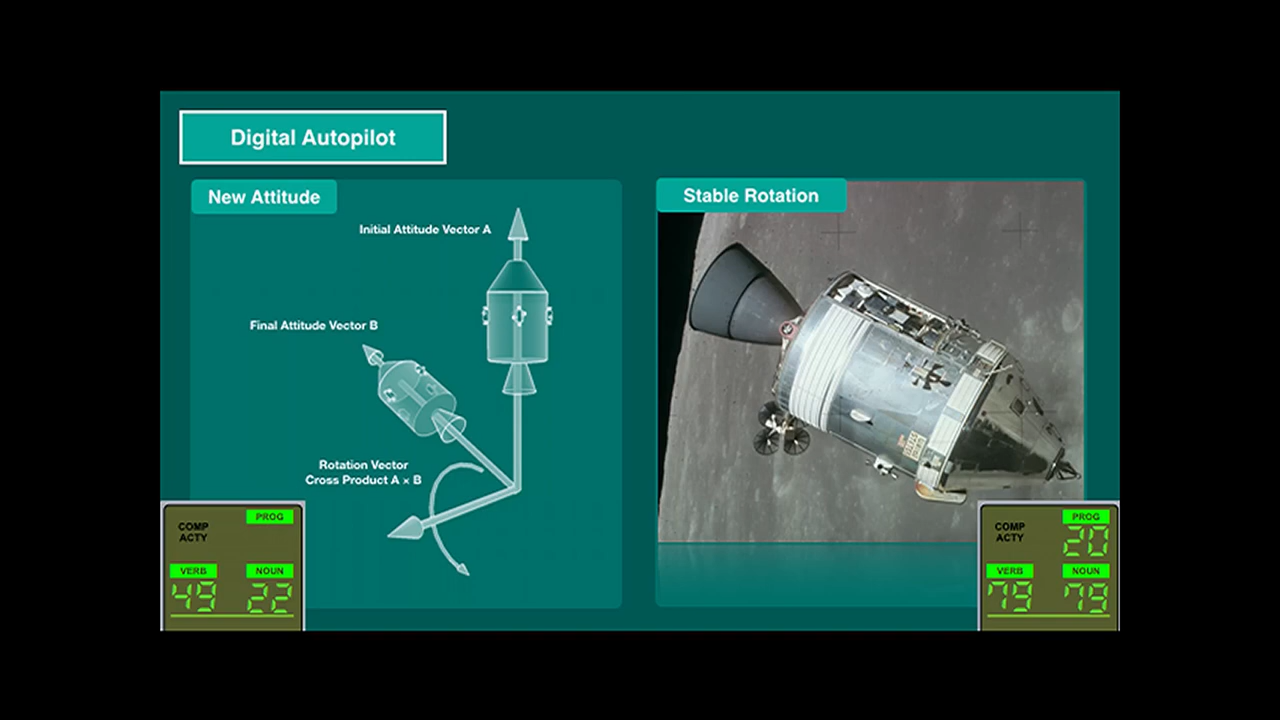 Digital Autopilot
New Attitude
Initial Attitude Vector A
Final Attitude Vector B
Rotation Vector
Cross Product A × B
COMP
ACTY
PROG
VERB
NOUN
49
22
Stable Rotation
COMP
ACTY
PROG
20
VERB
NOUN
79
79